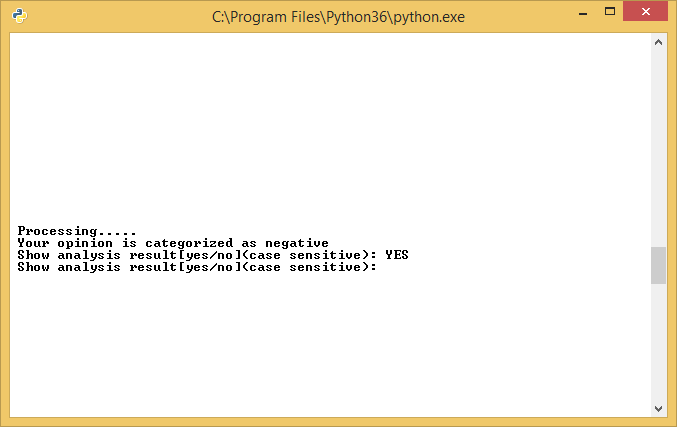 C:\Program Files\Python36\python.exe
Processing.....
Your opinion is categorized as negative
Show analysis result[yes/no](case sensitive): YES
Show analysis result[yes/no](case sensitive):